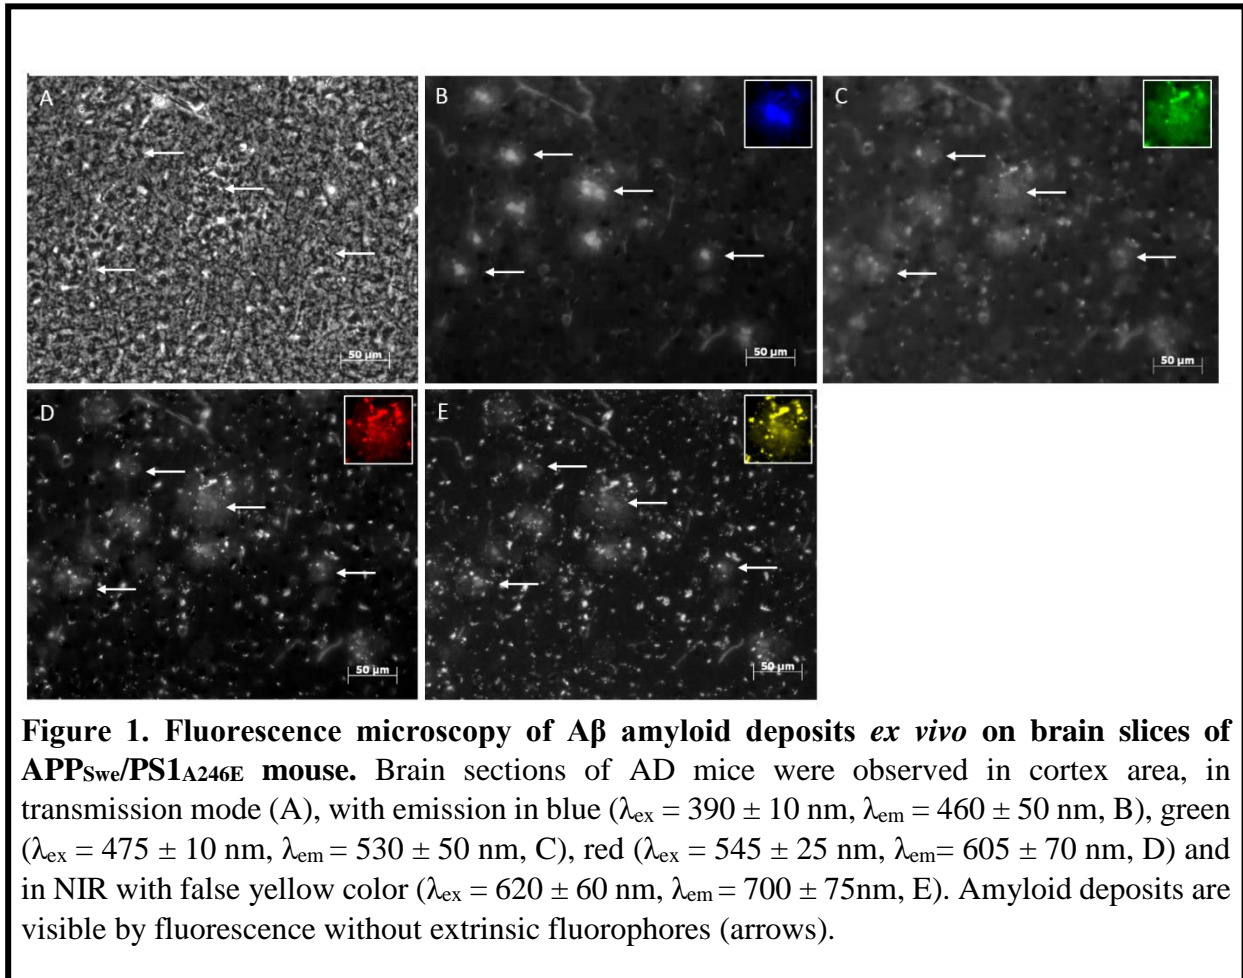 A
B
C
50 µm
50 µm
50 µm
D
E
50 µm
50 µm
Figure 1. Fluorescence microscopy of Aβ amyloid deposits ex vivo on brain slices of
APPSwe/PS1A246E mouse. Brain sections of AD mice were observed in cortex area, in
transmission mode (A), with emission in blue (λex = 390 ± 10 nm, λem = 460 ± 50 nm, B), green
(λex = 475 ± 10 nm, λem = 530 ± 50 nm, C), red (λex = 545 ± 25 nm, λem= 605 ± 70 nm, D) and
in NIR with false yellow color (λex = 620 ± 60 nm, λem = 700 ± 75nm, E). Amyloid deposits are
visible by fluorescence without extrinsic fluorophores (arrows).